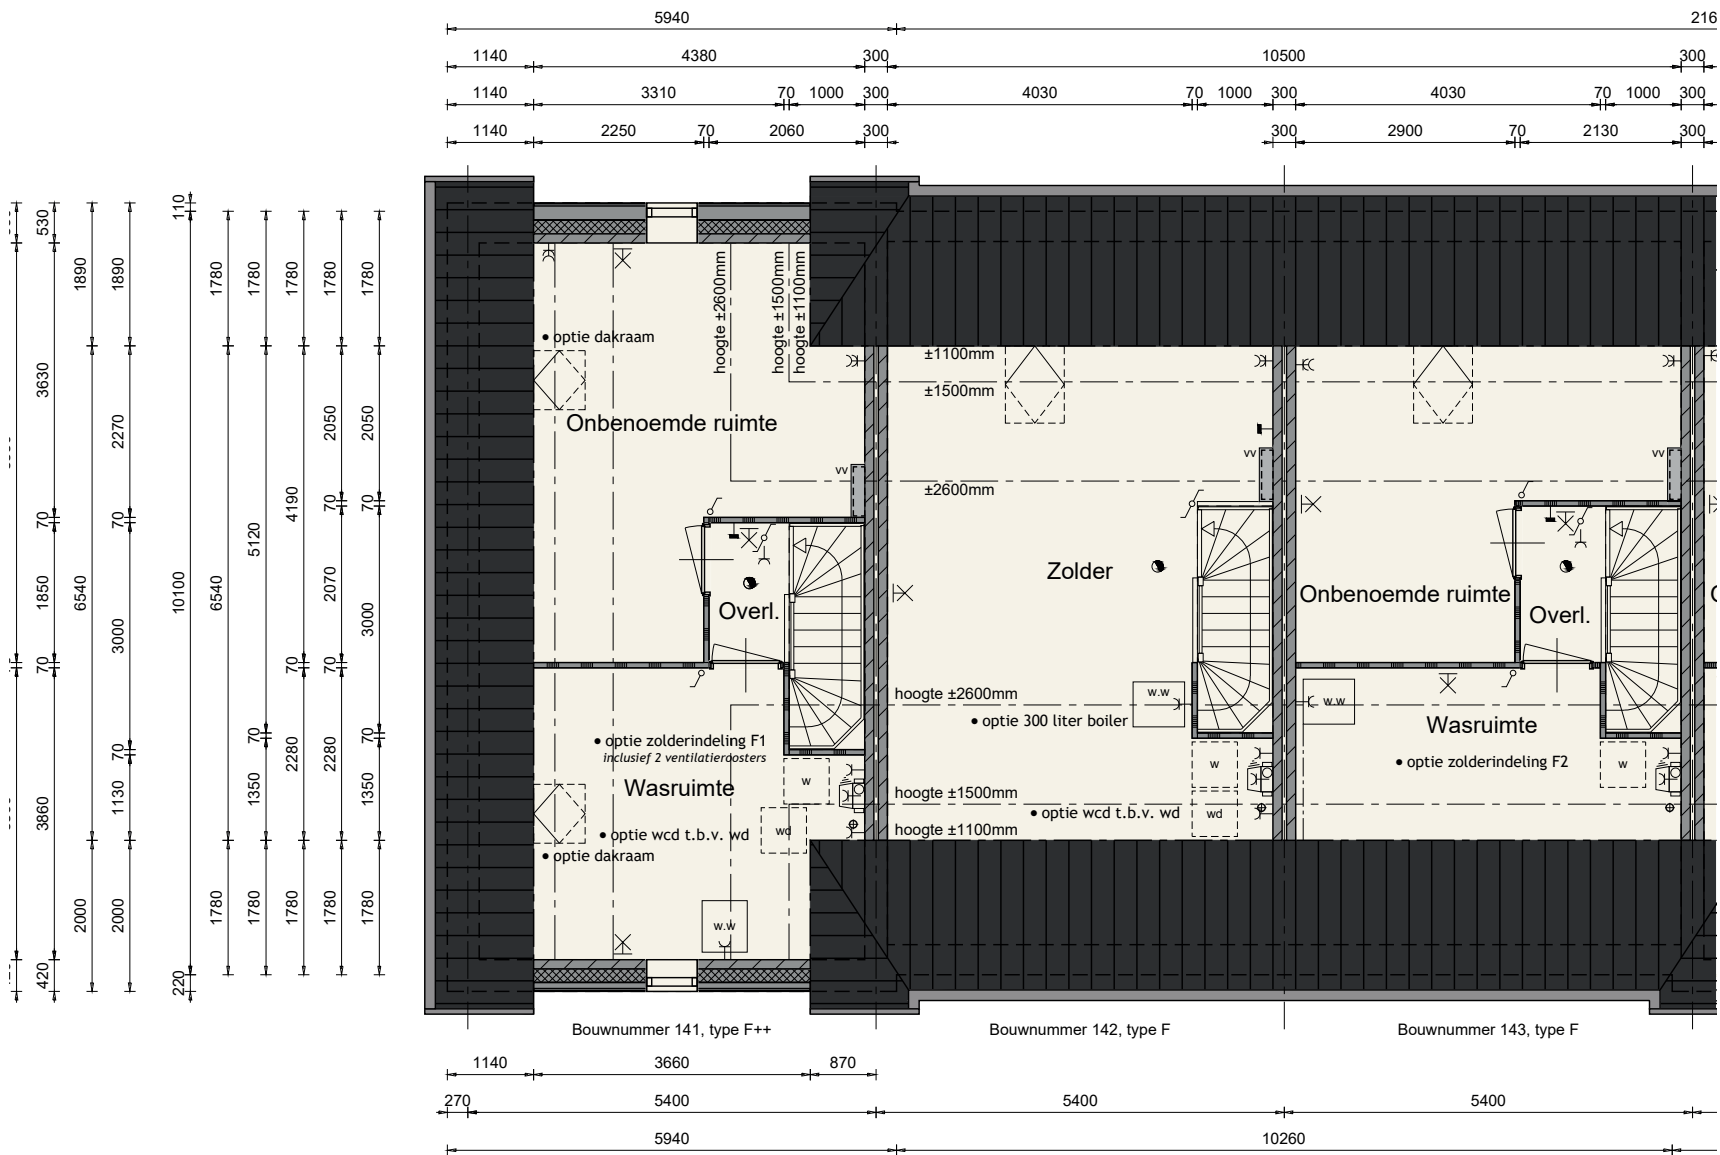 5940
216
1140 4380 300 10500 300
1140 3310 70 1000 300 4030 70 1000 300 4030 70 1000 300
1140 2250 70 2060 300 300 2900 70 2130 300
530 3630 70 1850 70 3860 420
1890 6540 2000
1890 2270 70 3000 70 1130 2000
110 10100 220
1780 6540 1780
1780 5120 70 1350 1780
1780 4190 70 2280 1780
1780 2050 70 2070 70 2280 1780
1780 2050 70 3000 70 1350 1780
hoogte ±2600mm
hoogte ±1500mm
hoogte ±1100mm
• optie dakraam
±1100mm
±1500mm
Onbenoemde ruimte
vv
vv
vv
±2600mm
Zolder
Onbenoemde ruimte
Overl.
Overl.
hoogte ±2600mm
w.w
w.w
• optie 300 liter boiler
Wasruimte
• optie zolderindeling F1
inclusief 2 ventilatieroosters
• optie zolderindeling F2
w
w
w
Wasruimte
hoogte ±1500mm
wd
wd
• optie wcd t.b.v. wd
• optie wcd t.b.v. wd
hoogte ±1100mm
• optie dakraam
w.w
Bouwnummer 141, type F++
Bouwnummer 142, type F
Bouwnummer 143, type F
1140 3660 870
270 5400 5400 5400
5940 10260